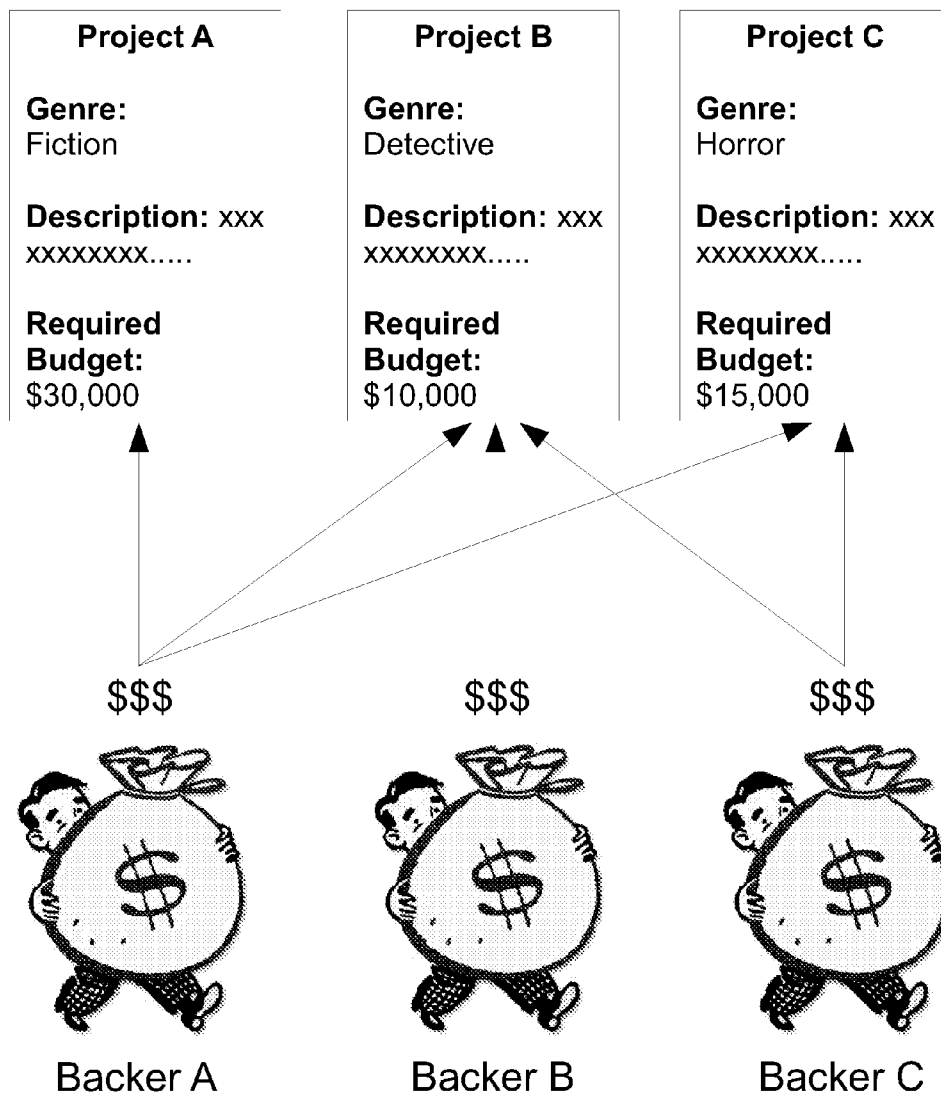 Project A
Genre:
Fiction
Description: xxx
xxxxxxxx.....
Required
Budget:
$30,000
Project B
Genre:
Detective
Description: xxx
xxxxxxxx.....
Required
Budget:
$10,000
Project C
Genre:
Horror
Description: xxx
xxxxxxxx.....
Required
Budget:
$15,000
$$$
$$$
$$$
$
$
$
Backer A
Backer B
Backer C